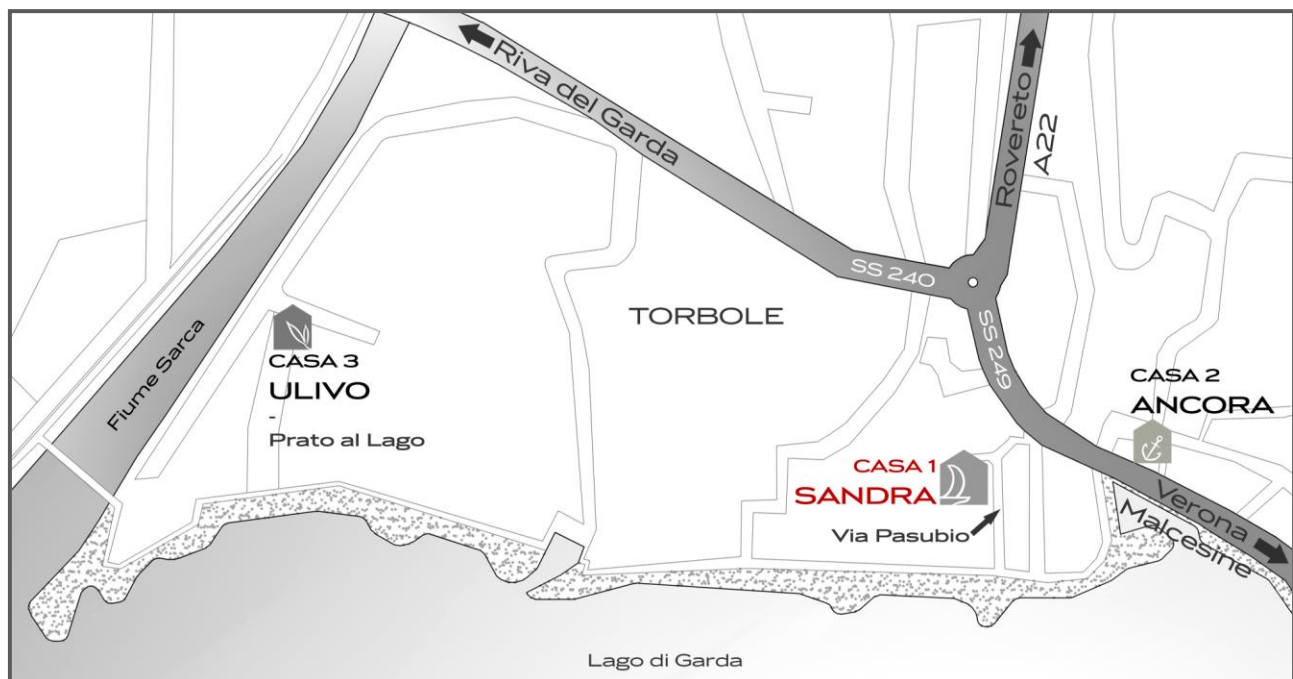 Riva del Garda
Rovereto
A22
SS 240
SS 249
TORBOLE
Fiume Sarca
CASA 3
ULIVO
-
Prato al Lago
CASA 2
ANCORA
CASA 1
SANDRA
Via Pasubio
Verona
Malcesine
Lago di Garda